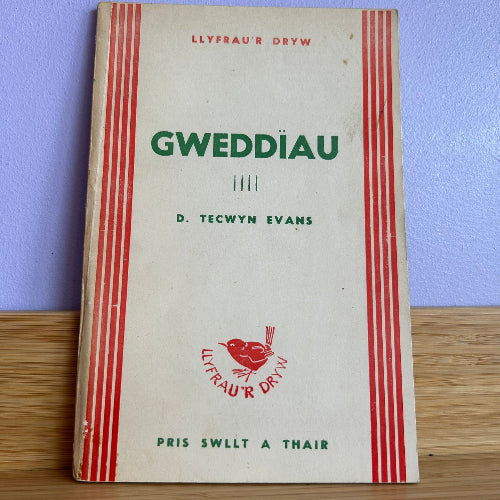 LLYFRAU'R DRYW
GWEDDÏAU
D. TECWYN EVANS
LLYFRAU'R DRYW
PRIS SWLLT A THAIR